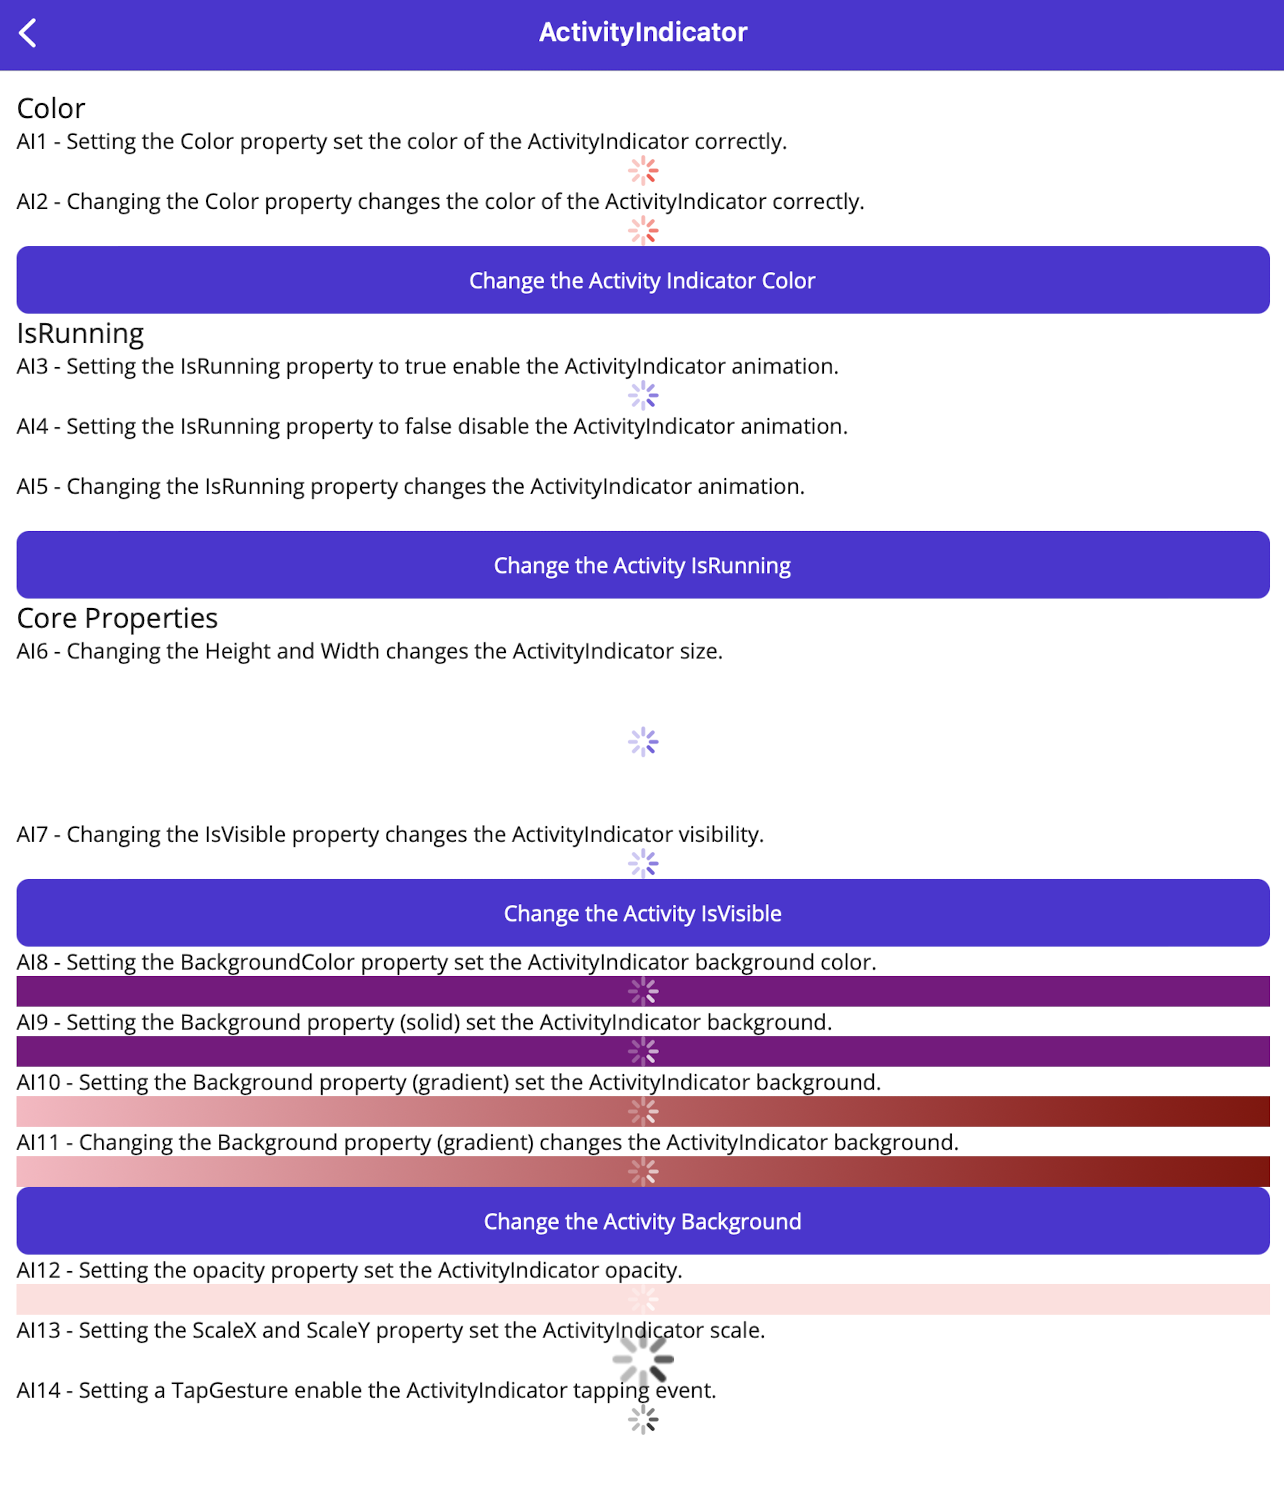 ActivityIndicator
Color
AI1 - Setting the Color property set the color of the ActivityIndicator correctly.
AI2 - Changing the Color property changes the color of the ActivityIndicator correctly.
Change the Activity Indicator Color
IsRunning
AI3 - Setting the IsRunning property to true enable the ActivityIndicator animation.
AI4 - Setting the IsRunning property to false disable the ActivityIndicator animation.
AI5 - Changing the IsRunning property changes the ActivityIndicator animation.
Change the Activity IsRunning
Core Properties
AI6 - Changing the Height and Width changes the ActivityIndicator size.
AI7 - Changing the IsVisible property changes the ActivityIndicator visibility.
Change the Activity IsVisible
AI8 - Setting the BackgroundColor property set the ActivityIndicator background color.
AI9 - Setting the Background property (solid) set the ActivityIndicator background.
AI10 - Setting the Background property (gradient) set the ActivityIndicator background.
AI11 - Changing the Background property (gradient) changes the ActivityIndicator background.
Change the Activity Background
AI12 - Setting the opacity property set the ActivityIndicator opacity.
AI13 - Setting the ScaleX and ScaleY property set the ActivityIndicator scale.
AI14 - Setting a TapGesture enable the ActivityIndicator tapping event.